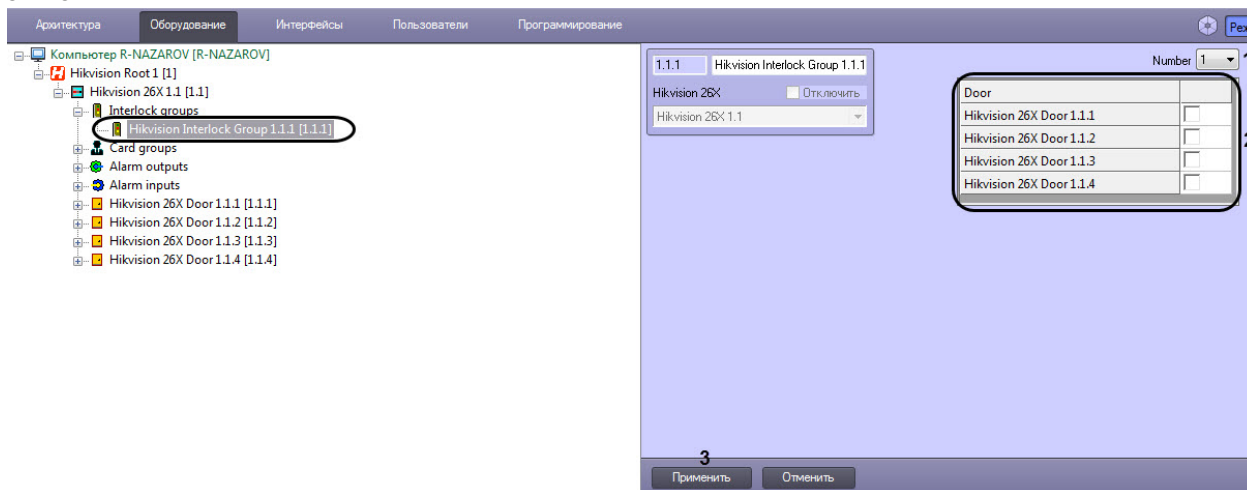 Архитектура Оборудование Интерфейсы Пользователи Программирование
Компьютер R-NAZAROV [R-NAZAROV]
Hikvision Root 1 [1]
Hikvision 26X 1.1 [1.1]
Interlock groups
Hikvision Interlock Group 1.1.1 [1.1.1]
Card groups
Alarm outputs
Alarm inputs
Hikvision 26X Door 1.1.1 [1.1.1]
Hikvision 26X Door 1.1.2 [1.1.2]
Hikvision 26X Door 1.1.3 [1.1.3]
Hikvision 26X Door 1.1.4 [1.1.4]
1.1.1 Hikvision Interlock Group 1.1.1
Hikvision 26X Отключить
Hikvision 26X 1.1
Number 1
Door
Hikvision 26X Door 1.1.1
Hikvision 26X Door 1.1.2
Hikvision 26X Door 1.1.3
Hikvision 26X Door 1.1.4
3
Применить Отменить